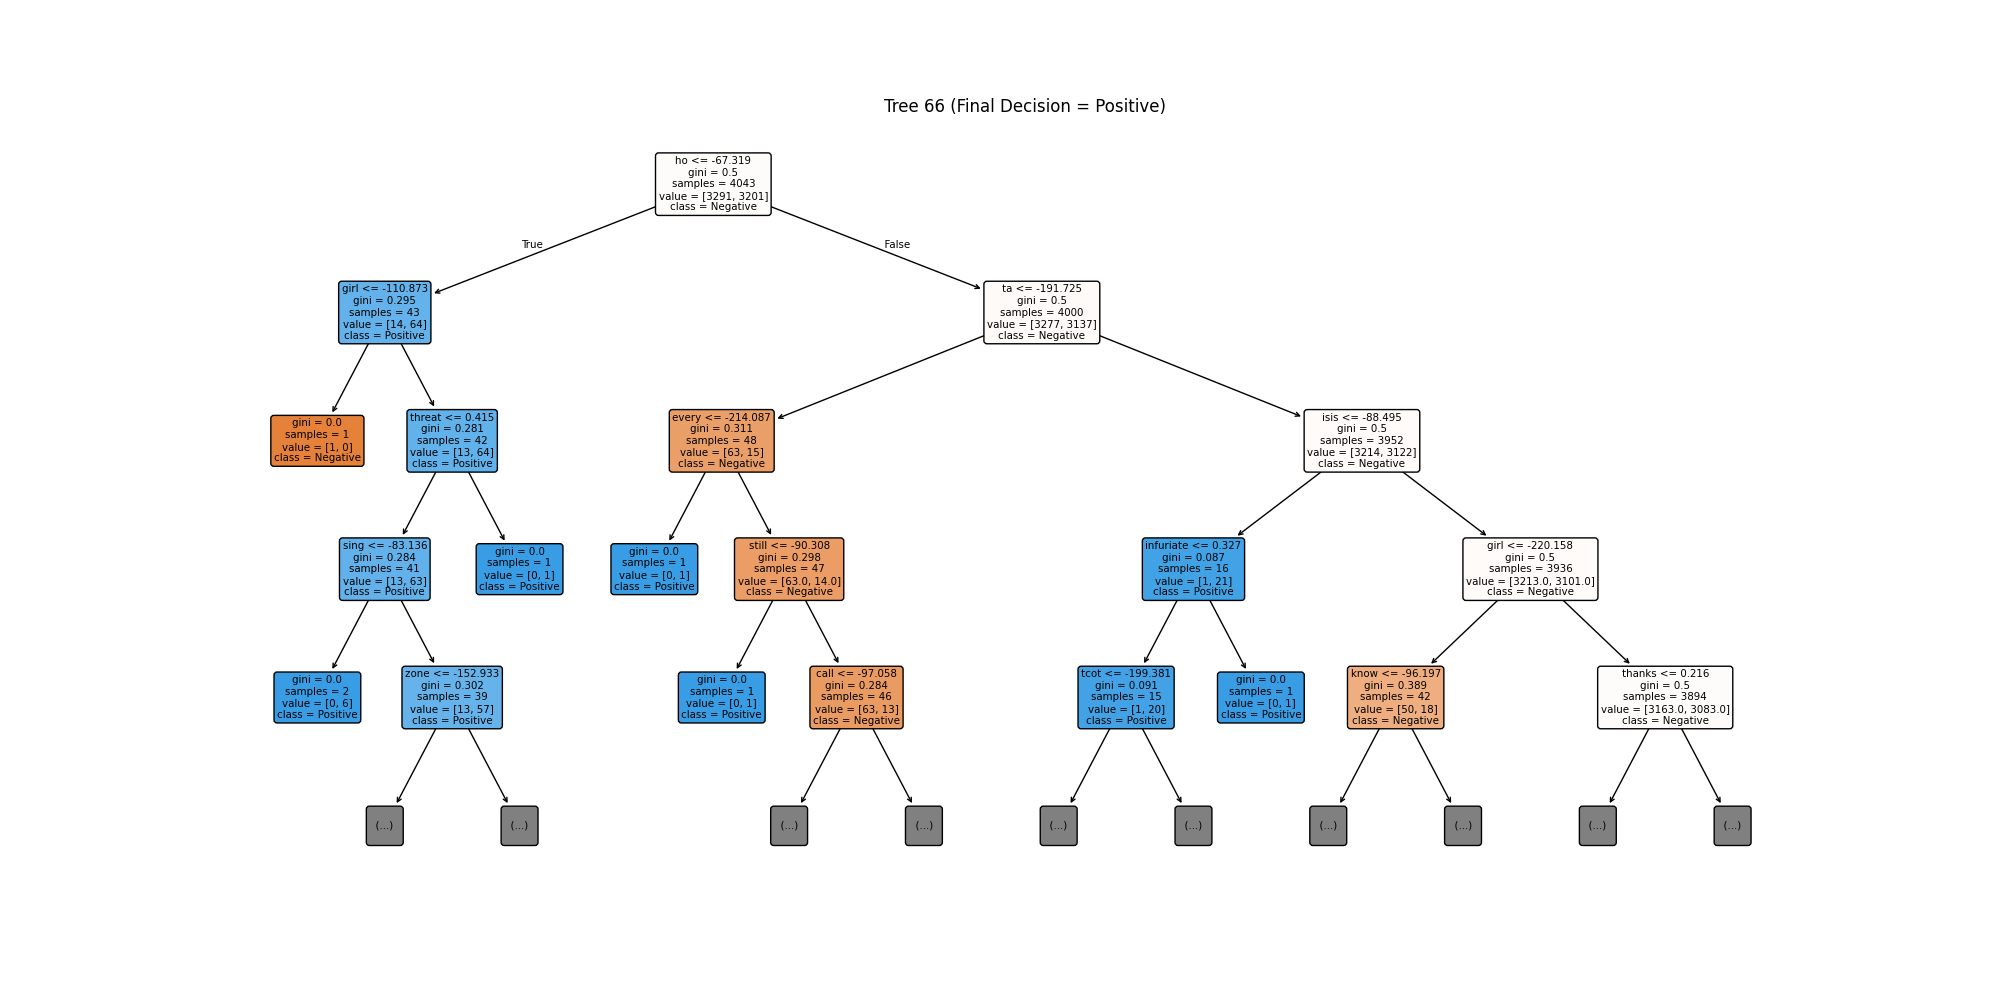 Tree 66 (Final Decision = Positive)
ho <= -67.319
gini = 0.5
samples = 4043
value = [3291, 3201]
class = Negative
True
False
girl <= -110.873
gini = 0.295
samples = 43
value = [14, 64]
class = Positive
ta <= -191.725
gini = 0.5
samples = 4000
value = [3277, 3137]
class = Negative
gini = 0.0
samples = 1
value = [1, 0]
class = Negative
threat <= 0.415
gini = 0.281
samples = 42
value = [13, 64]
class = Positive
every <= -214.087
gini = 0.311
samples = 48
value = [63, 15]
class = Negative
isis <= -88.495
gini = 0.5
samples = 3952
value = [3214, 3122]
class = Negative
sing <= -83.136
gini = 0.284
samples = 41
value = [13, 63]
class = Positive
gini = 0.0
samples = 1
value = [0, 1]
class = Positive
gini = 0.0
samples = 1
value = [0, 1]
class = Positive
still <= -90.308
gini = 0.298
samples = 47
value = [63.0, 14.0]
class = Negative
infuriate <= 0.327
gini = 0.087
samples = 16
value = [1, 21]
class = Positive
girl <= -220.158
gini = 0.5
samples = 3936
value = [3213.0, 3101.0]
class = Negative
gini = 0.0
samples = 2
value = [0, 6]
class = Positive
zone <= -152.933
gini = 0.302
samples = 39
value = [13, 57]
class = Positive
gini = 0.0
samples = 1
value = [0, 1]
class = Positive
call <= -97.058
gini = 0.284
samples = 46
value = [63, 13]
class = Negative
tcot <= -199.381
gini = 0.091
samples = 15
value = [1, 20]
class = Positive
gini = 0.0
samples = 1
value = [0, 1]
class = Positive
know <= -96.197
gini = 0.389
samples = 42
value = [50, 18]
class = Negative
thanks <= 0.216
gini = 0.5
samples = 3894
value = [3163.0, 3083.0]
class = Negative
(...)
(...)
(...)
(...)
(...)
(...)
(...)
(...)
(...)
(...)